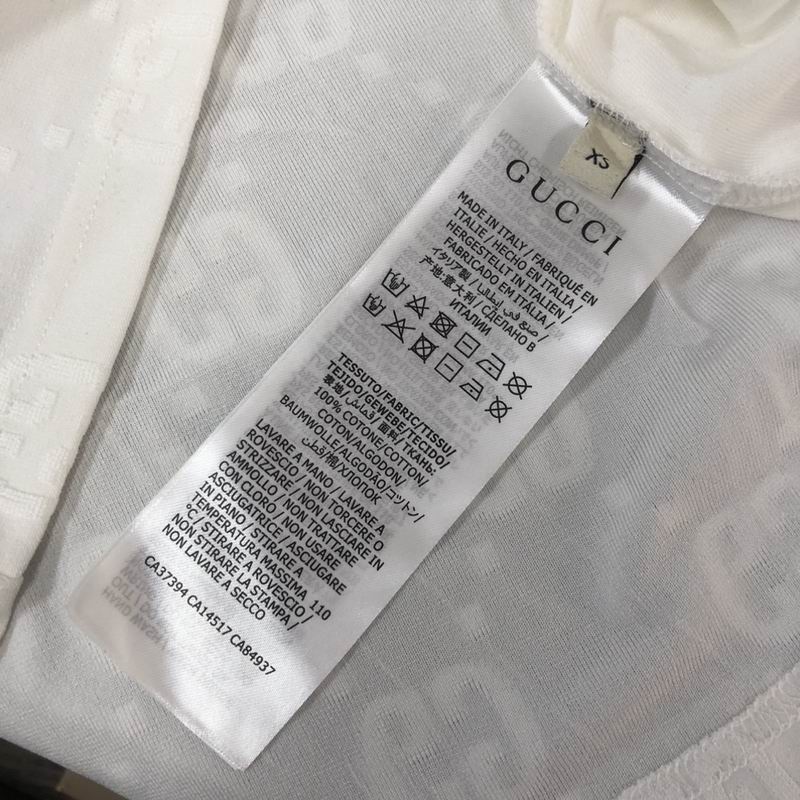 XS
GUCCI
MADE IN ITALY / FABRIQUÉ EN
ITALIE / HECHO EN ITALIA /
HERGESTELLT IN ITALIEN /
FABRICADO EM ITÁLIA /
イタリア製 / صنع في إيطاليا /
产地:意大利 / СДЕЛАНО В
ИТАЛИИ
TESSUTO/FABRIC/TISSU/
TEJIDO/GEWEBE/TECIDO/
表地/قماش/面料/ТКАНЬ:
100% COTONE/COTTON/
COTON/ALGODON/
BAUMWOLLE/ALGODÃO/コットン/
قطن/棉/ХЛОПОК
LAVARE A MANO / LAVARE A
ROVESCIO / NON TORCERE O
STRIZZARE / NON LASCIARE IN
AMMOLLO / NON TRATTARE
CON CLORO / NON USARE
ASCIUGATRICE / ASCIUGARE
IN PIANO / STIRARE A
TEMPERATURA MASSIMA 110
°C/ STIRARE A ROVESCIO /
NON STIRARE LA STAMPA /
NON LAVARE A SECCO /
CA37394 CA14517 CA84937